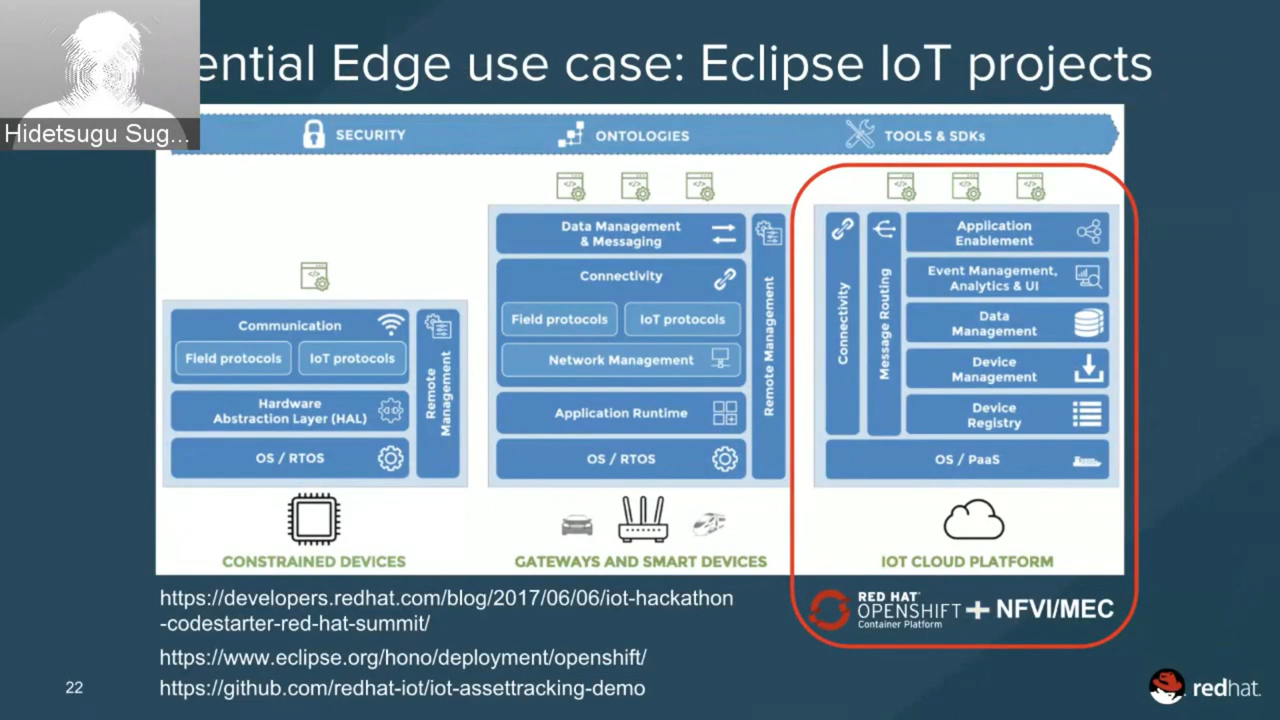 ential Edge use case: Eclipse IoT projects
Hidetsugu Sug...
SECURITY
ONTOLOGIES
TOOLS & SDKs
Communication
Field protocols
IoT protocols
Hardware
Abstraction Layer (HAL)
OS / RTOS
Remote
Management
CONSTRAINED DEVICES
Data Management
& Messaging
Connectivity
Field protocols
IoT protocols
Network Management
Application Runtime
OS / RTOS
Remote Management
GATEWAYS AND SMART DEVICES
Connectivity
Message Routing
Application
Enablement
Event Management,
Analytics & UI
Data
Management
Device
Management
Device
Registry
OS / PaaS
IOT CLOUD PLATFORM
RED HAT
OPENSHIFT
Container Platform
+ NFVI/MEC
https://developers.redhat.com/blog/2017/06/06/iot-hackathon
-codestarter-red-hat-summit/
https://www.eclipse.org/hono/deployment/openshift/
https://github.com/redhat-iot/iot-assettracking-demo
22
redhat.